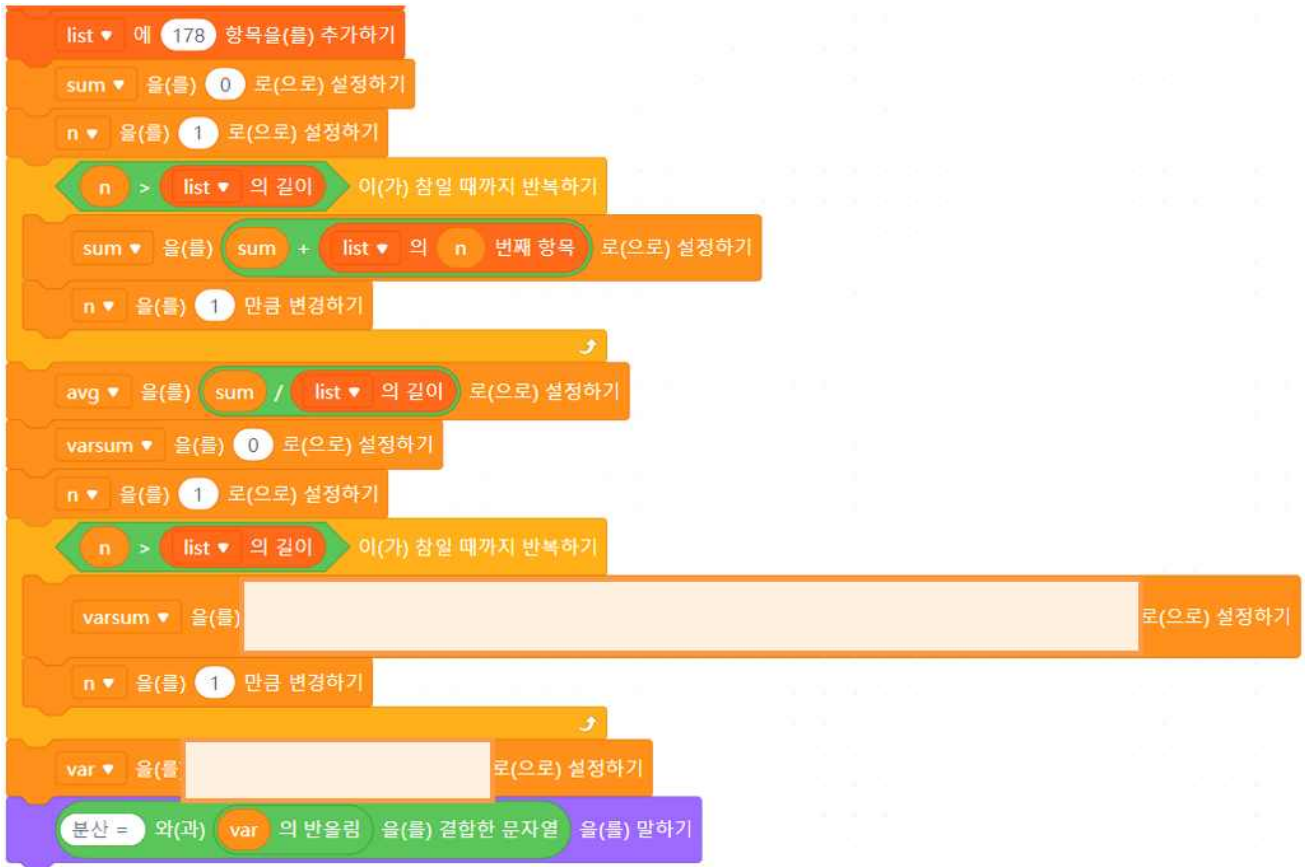 list 에 178 항목을(를) 추가하기
sum 을(를) 0 로(으로) 설정하기
n 을(를) 1 로(으로) 설정하기
n > list 의 길이 이(가) 참일 때까지 반복하기
sum 을(를) sum + list 의 n 번째 항목 로(으로) 설정하기
n 을(를) 1 만큼 변경하기
avg 을(를) sum / list 의 길이 로(으로) 설정하기
varsum 을(를) 0 로(으로) 설정하기
n 을(를) 1 로(으로) 설정하기
n > list 의 길이 이(가) 참일 때까지 반복하기
varsum 을(를) 로(으로) 설정하기
n 을(를) 1 만큼 변경하기
var 을(를 로(으로) 설정하기
분산 = 와(과) var 의 반올림 을(를) 결합한 문자열 을(를) 말하기